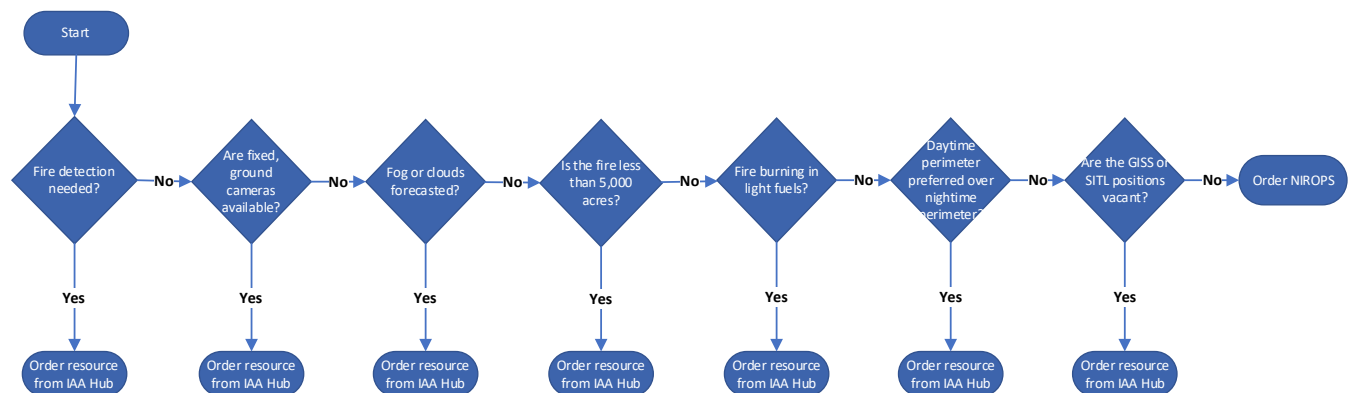 Start
Fire detection
needed?
No
Are fixed,
ground
cameras
available?
No
Fog or clouds
forecasted?
No
Is the fire less
than 5,000
acres?
No
Fire burning in
light fuels?
No
Daytime
perimeter
preferred over
nightime
perimeter?
No
Are the GISS or
SITL positions
vacant?
No
Order NIROPS
Yes
Yes
Yes
Yes
Yes
Yes
Yes
Order resource
from IAA Hub
Order resource
from IAA Hub
Order resource
from IAA Hub
Order resource
from IAA Hub
Order resource
from IAA Hub
Order resource
from IAA Hub
Order resource
from IAA Hub